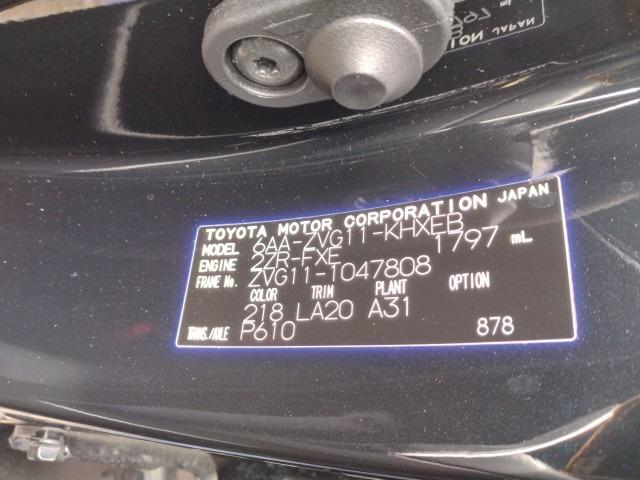 TOYOTA MOTOR CORPORATION JAPAN
MODEL 6AA-ZVG11-KHXEB
ENGINE 2ZR-FXE 1797 mL
FRAME No. ZVG11-1047808
COLOR TRIM PLANT OPTION
218 LA20 A31
TRANS./AXLE P610 878